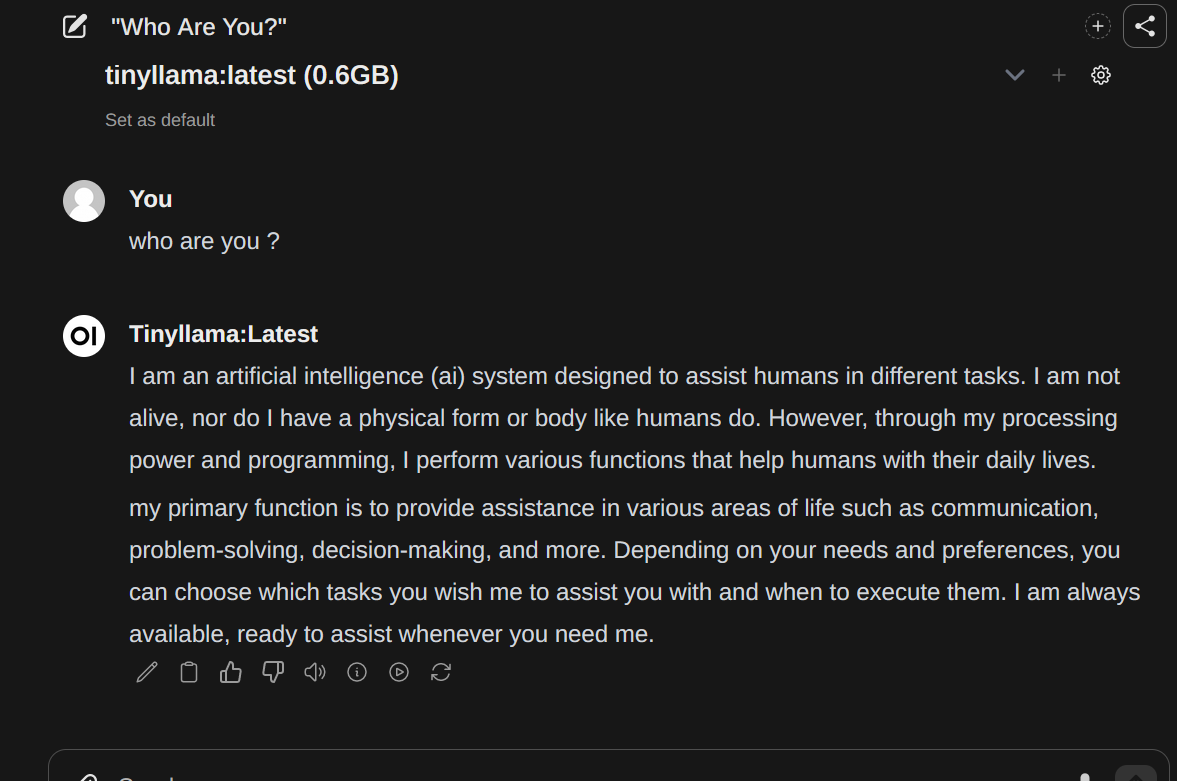 "Who Are You?"
tinyllama:latest (0.6GB)
Set as default
You
who are you ?
OI
Tinyllama:Latest
I am an artificial intelligence (ai) system designed to assist humans in different tasks. I am not
alive, nor do I have a physical form or body like humans do. However, through my processing
power and programming, I perform various functions that help humans with their daily lives.
my primary function is to provide assistance in various areas of life such as communication,
problem-solving, decision-making, and more. Depending on your needs and preferences, you
can choose which tasks you wish me to assist you with and when to execute them. I am always
available, ready to assist whenever you need me.